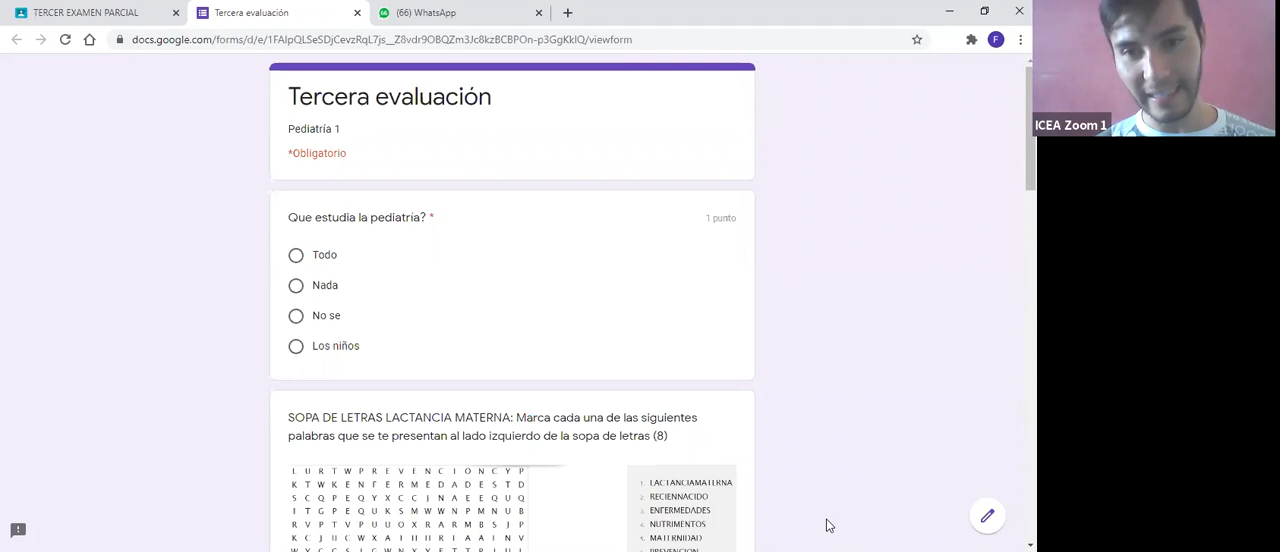 TERCER EXAMEN PARCIAL
Tercera evaluación
(66) WhatsApp
docs.google.com/forms/d/e/1FAIpQLSeSDjCevzRqL7js__Z8vdr9OBQZm3Jc8kzBCBPOn-p3GgKkIQ/viewform
F
ICEA Zoom 1
Tercera evaluación
Pediatría 1
*Obligatorio
Que estudia la pediatría? *
1 punto
Todo
Nada
No se
Los niños
SOPA DE LETRAS LACTANCIA MATERNA: Marca cada una de las siguientes
palabras que se te presentan al lado izquierdo de la sopa de letras (8)
L U R T W P R E V E N C I O N C Y P
K T W K E N F E R M E D A D E S T D
S C Q P E Q Y X C C J N A E E Q U Q
I T G P E Q U K S M W W N P M N U B
R V P T V P U U O X R A R M B S J P
1. LACTANCIAMATERNA
2. RECIENNACIDO
3. ENFERMEDADES
4. NUTRIMENTOS
5. MATERNIDAD
PREVENCION